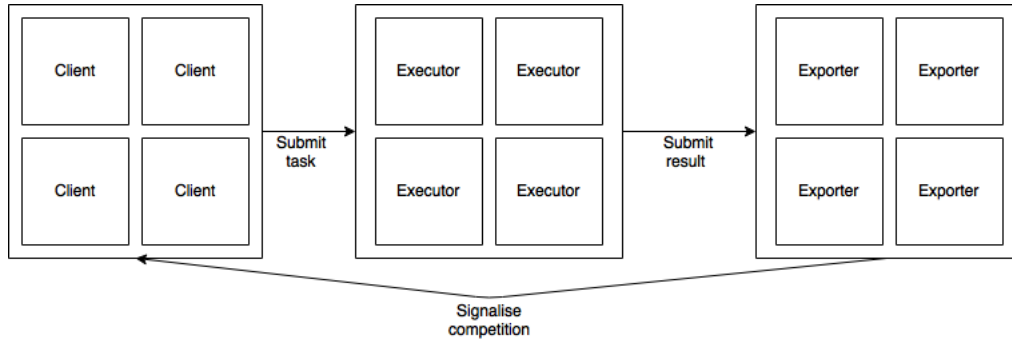 Client Client
Client Client
Submit
task
Executor Executor
Executor Executor
Submit
result
Exporter Exporter
Exporter Exporter
Signalise
competition